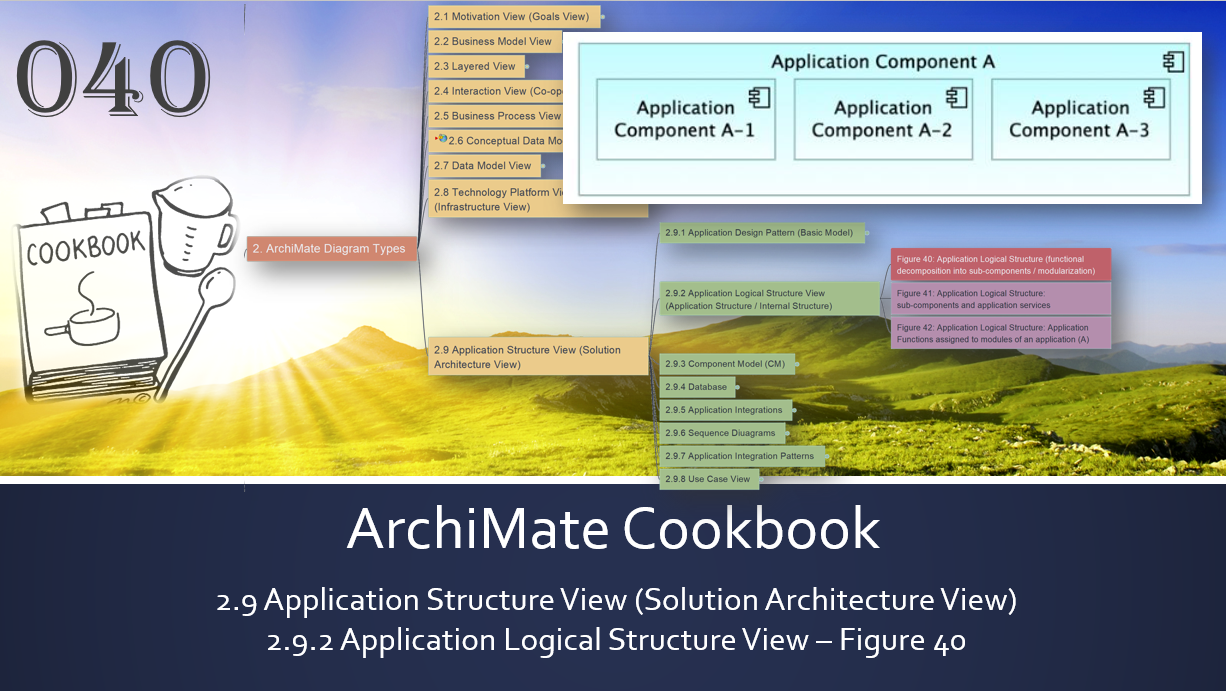 040
COOKBOOK
2. ArchiMate Diagram Types
2.1 Motivation View (Goals View)
2.2 Business Model View
2.3 Layered View
2.4 Interaction View (Co-op
2.5 Business Process View
2.6 Conceptual Data Mo
2.7 Data Model View
2.8 Technology Platform Vi
(Infrastructure View)
2.9 Application Structure View (Solution
Architecture View)
Application Component A
Application
Component A-1
Application
Component A-2
Application
Component A-3
2.9.1 Application Design Pattern (Basic Model)
2.9.2 Application Logical Structure View
(Application Structure / Internal Structure)
Figure 40: Application Logical Structure (functional
decomposition into sub-components / modularization)
Figure 41: Application Logical Structure:
sub-components and application services
Figure 42: Application Logical Structure: Application
Functions assigned to modules of an application (A)
2.9.3 Component Model (CM)
2.9.4 Database
2.9.5 Application Integrations
2.9.6 Sequence Diuagrams
2.9.7 Application Integration Patterns
2.9.8 Use Case View
ArchiMate Cookbook
2.9 Application Structure View (Solution Architecture View)
2.9.2 Application Logical Structure View – Figure 40